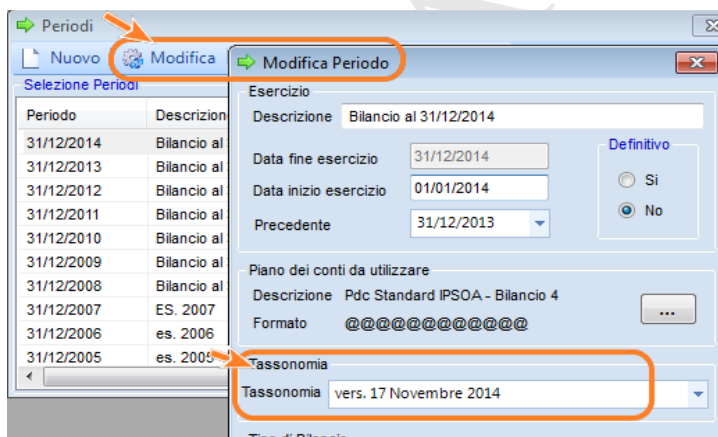 Periodi
Nuovo Modifica
Selezione Periodi
Periodo Descrizion
31/12/2014 Bilancio al
31/12/2013 Bilancio al
31/12/2012 Bilancio al
31/12/2011 Bilancio al
31/12/2010 Bilancio al
31/12/2009 Bilancio al
31/12/2008 Bilancio al
31/12/2007 ES. 2007
31/12/2006 es. 2006
31/12/2005 es. 2005
Modifica Periodo
Esercizio
Descrizione Bilancio al 31/12/2014
Data fine esercizio 31/12/2014
Data inizio esercizio 01/01/2014
Precedente 31/12/2013
Definitivo
Si
No
Piano dei conti da utilizzare
Descrizione Pdc Standard IPSOA - Bilancio 4
...
Formato @@@@@@@@@@@@
Tassonomia
Tassonomia vers. 17 Novembre 2014
Tipo di Bilancio